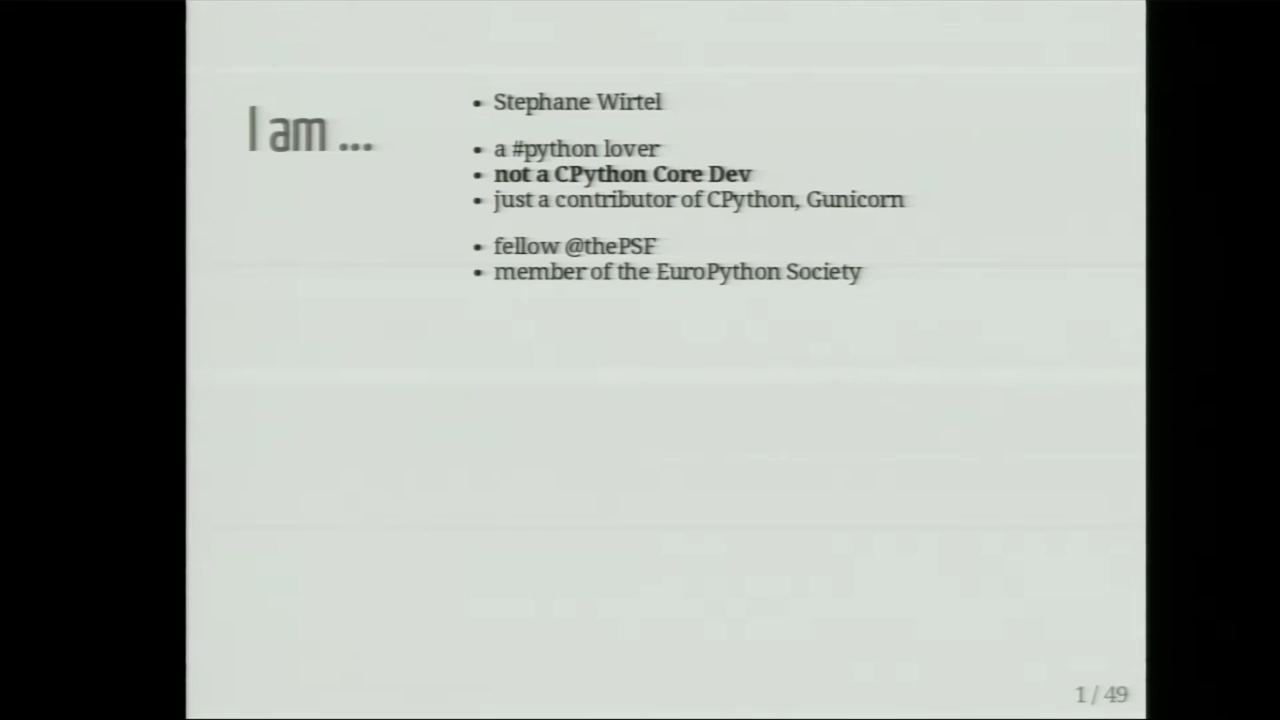 I am ...
• Stephane Wirtel
• a #python lover
• not a CPython Core Dev
• just a contributor of CPython, Gunicorn
• fellow @thePSF
• member of the EuroPython Society
1 / 49